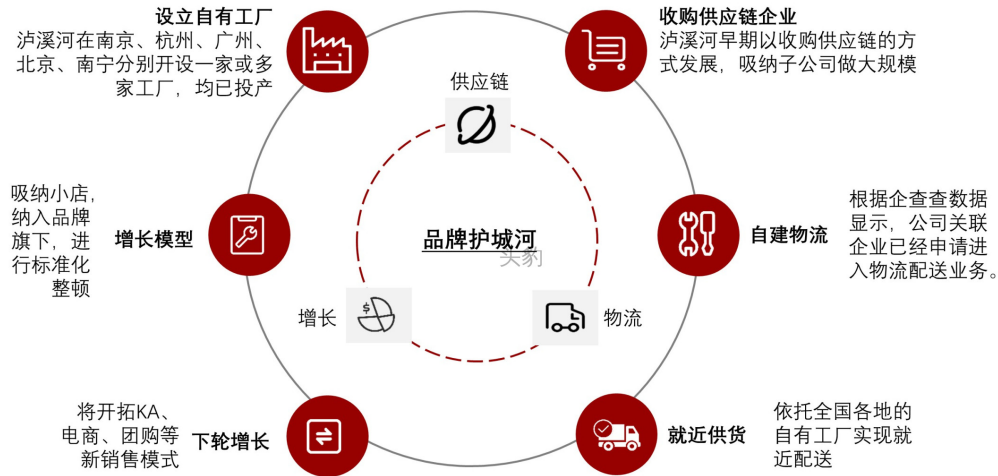 设立自有工厂
泸溪河在南京、杭州、广州、
北京、南宁分别开设一家或多
家工厂，均已投产
收购供应链企业
泸溪河早期以收购供应链的方
式发展，吸纳子公司做大规模
供应链
吸纳小店，
纳入品牌
旗下，进
行标准化
整顿
增长模型
品牌护城河
头豹
自建物流
根据企查查数据
显示，公司关联
企业已经申请进
入物流配送业务。
增长
$
物流
将开拓KA、
电商、团购等
新销售模式
下轮增长
就近供货
依托全国各地的
自有工厂实现就
近配送